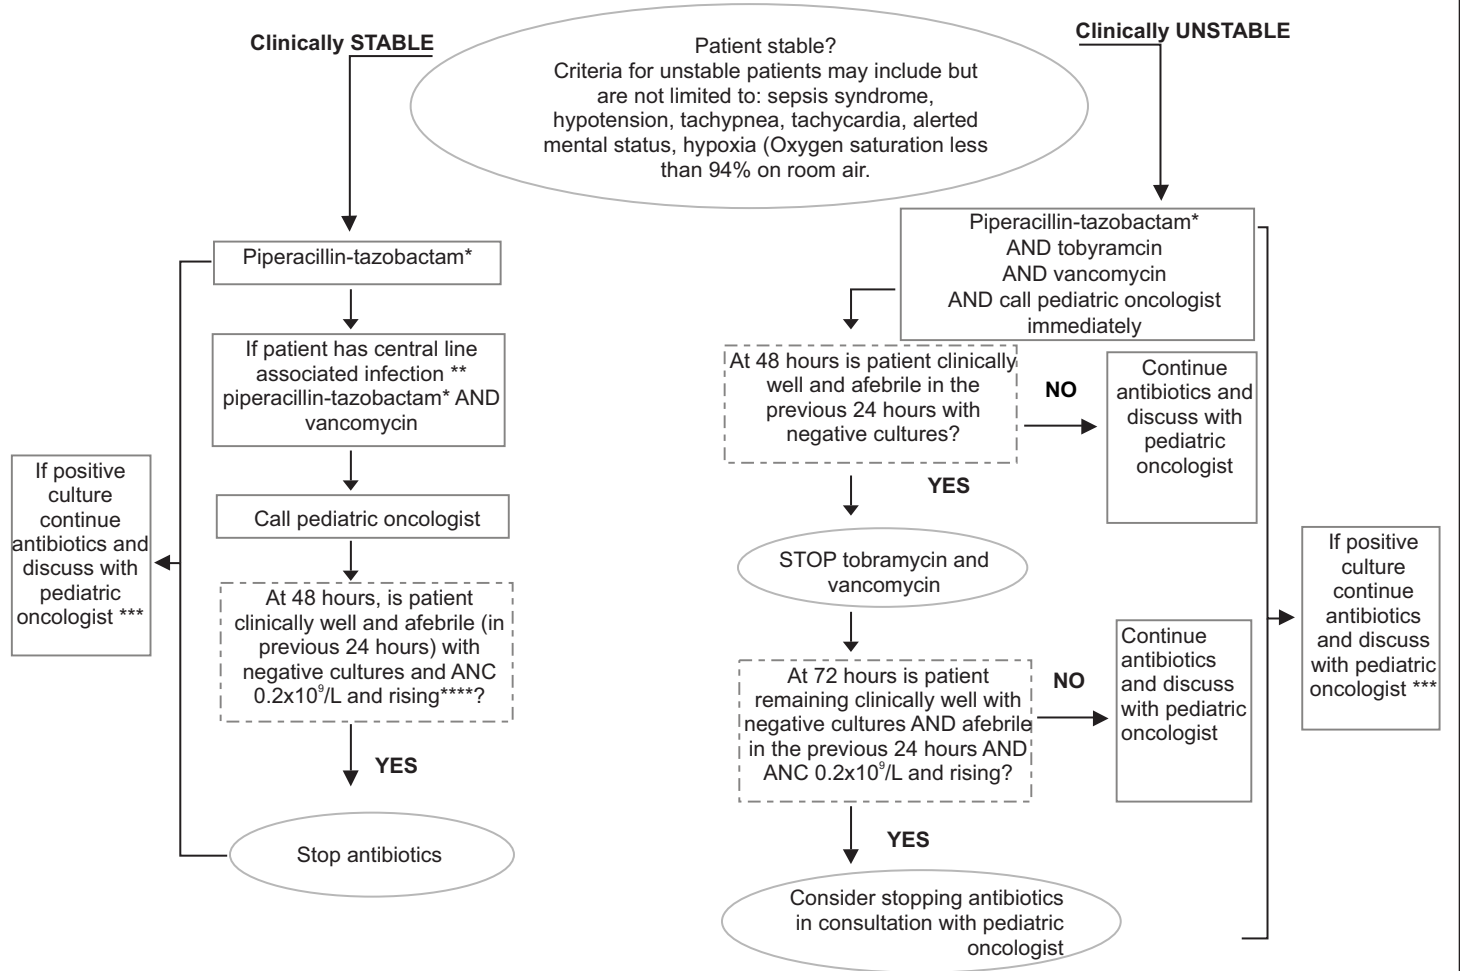 Clinically STABLE
Clinically UNSTABLE
Patient stable?
Criteria for unstable patients may include but
are not limited to: sepsis syndrome,
hypotension, tachypnea, tachycardia, alerted
mental status, hypoxia (Oxygen saturation less
than 94% on room air.
Piperacillin-tazobactam*
If patient has central line
associated infection **
piperacillin-tazobactam* AND
vancomycin
Call pediatric oncologist
At 48 hours, is patient
clinically well and afebrile (in
previous 24 hours) with
negative cultures and ANC
0.2x10⁹/L and rising****?
YES
Stop antibiotics
If positive
culture
continue
antibiotics and
discuss with
pediatric
oncologist ***
Piperacillin-tazobactam*
AND tobyramcin
AND vancomycin
AND call pediatric oncologist
immediately
At 48 hours is patient clinically
well and afebrile in the
previous 24 hours with
negative cultures?
NO
Continue
antibiotics and
discuss with
pediatric
oncologist
YES
STOP tobramycin and
vancomycin
At 72 hours is patient
remaining clinically well with
negative cultures AND afebrile
in the previous 24 hours AND
ANC 0.2x10⁹/L and rising?
NO
Continue
antibiotics
and discuss
with pediatric
oncologist
YES
Consider stopping antibiotics
in consultation with pediatric
oncologist
If positive
culture
continue
antibiotics
and discuss
with pediatric
oncologist ***